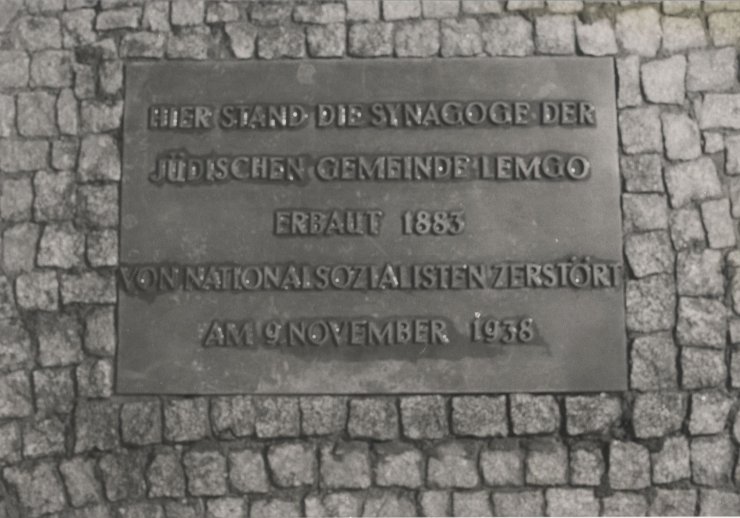 HIER STAND DIE SYNAGOGE DER
JÜDISCHEN GEMEINDE LEMGO
ERBAUT 1883
VON NATIONALSOZIALISTEN ZERSTÖRT
AM 9. NOVEMBER 1938